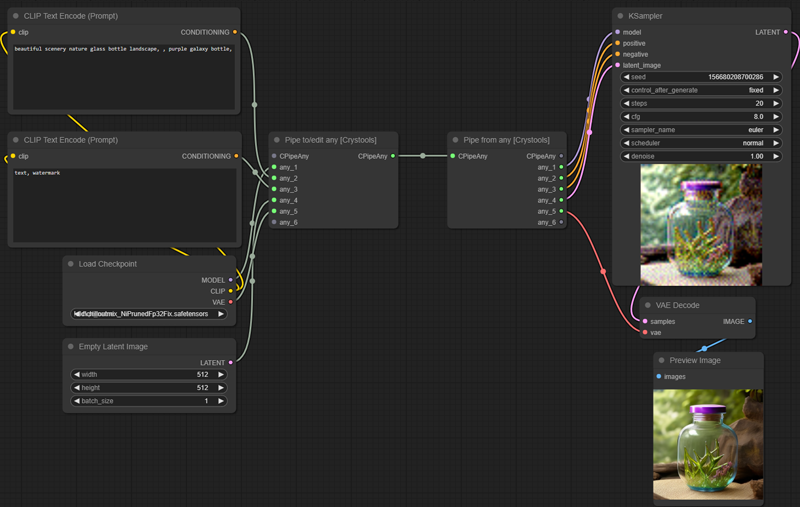 CLIP Text Encode (Prompt)
clip
CONDITIONING
beautiful scenery nature glass bottle landscape, , purple galaxy bottle,
CLIP Text Encode (Prompt)
clip
CONDITIONING
text, watermark
Load Checkpoint
MODEL
CLIP
VAE
NiPrunedFp32Fix.safetensors
Empty Latent Image
LATENT
width 512
height 512
batch_size 1
Pipe to/edit any [Crystools]
CPipeAny CPipeAny
any_1
any_2
any_3
any_4
any_5
any_6
Pipe from any [Crystools]
CPipeAny CPipeAny
any_1
any_2
any_3
any_4
any_5
any_6
KSampler
model LATENT
positive
negative
latent_image
seed 156680208700286
control_after_generate fixed
steps 20
cfg 8.0
sampler_name euler
scheduler normal
denoise 1.00
VAE Decode
samples IMAGE
vae
Preview Image
images